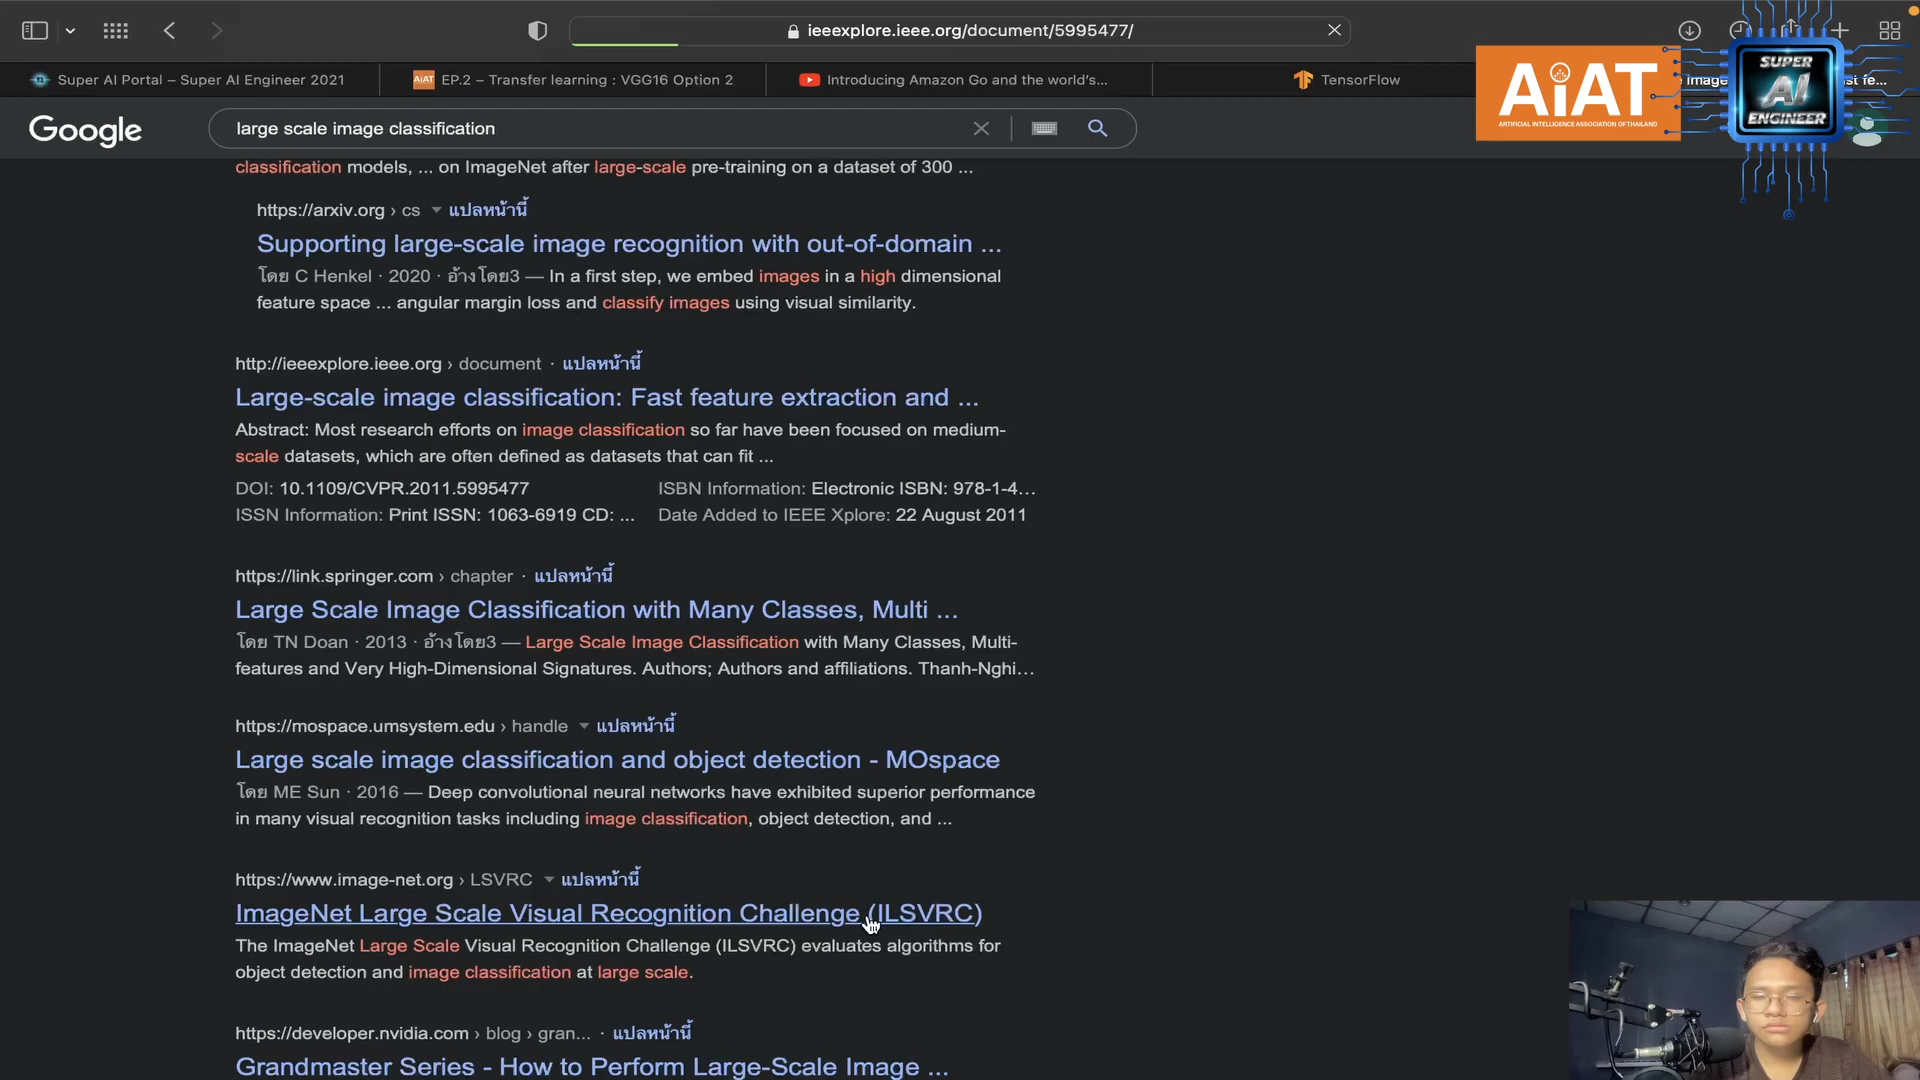 ieeexplore.ieee.org/document/5995477/
Super AI Portal – Super AI Engineer 2021
AiAT
EP.2 – Transfer learning : VGG16 Option 2
Introducing Amazon Go and the world's...
TensorFlow
AiAT
ARTIFICIAL INTELLIGENCE ASSOCIATION OF THAILAND
SUPER
AI
ENGINEER
Google
large scale image classification
classification models, ... on ImageNet after large-scale pre-training on a dataset of 300 ...
https://arxiv.org › cs แปลหน้านี้
Supporting large-scale image recognition with out-of-domain ...
โดย C Henkel · 2020 · อ้างโดย3 — In a first step, we embed images in a high dimensional
feature space ... angular margin loss and classify images using visual similarity.
http://ieeexplore.ieee.org › document · แปลหน้านี้
Large-scale image classification: Fast feature extraction and ...
Abstract: Most research efforts on image classification so far have been focused on medium-
scale datasets, which are often defined as datasets that can fit ...
DOI: 10.1109/CVPR.2011.5995477 ISBN Information: Electronic ISBN: 978-1-4...
ISSN Information: Print ISSN: 1063-6919 CD: ... Date Added to IEEE Xplore: 22 August 2011
https://link.springer.com › chapter · แปลหน้านี้
Large Scale Image Classification with Many Classes, Multi ...
โดย TN Doan · 2013 · อ้างโดย3 — Large Scale Image Classification with Many Classes, Multi-
features and Very High-Dimensional Signatures. Authors; Authors and affiliations. Thanh-Nghi...
https://mospace.umsystem.edu › handle แปลหน้านี้
Large scale image classification and object detection - MOspace
โดย ME Sun · 2016 — Deep convolutional neural networks have exhibited superior performance
in many visual recognition tasks including image classification, object detection, and ...
https://www.image-net.org › LSVRC แปลหน้านี้
ImageNet Large Scale Visual Recognition Challenge (ILSVRC)
The ImageNet Large Scale Visual Recognition Challenge (ILSVRC) evaluates algorithms for
object detection and image classification at large scale.
https://developer.nvidia.com › blog › gran... · แปลหน้านี้
Grandmaster Series - How to Perform Large-Scale Image ...